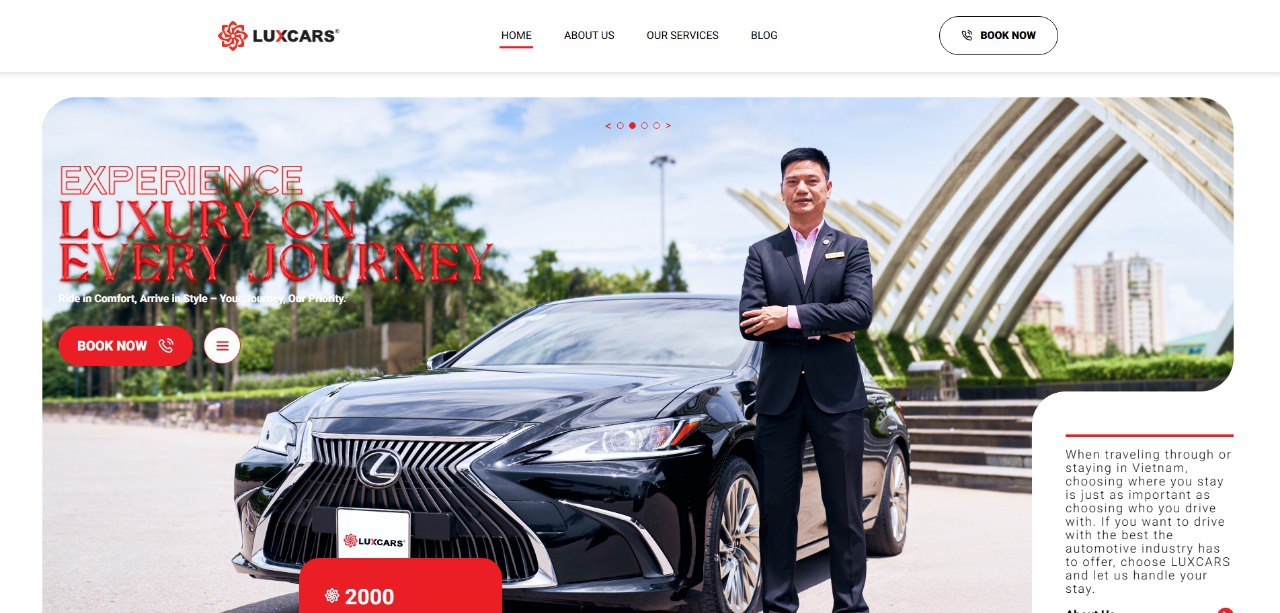 LUXCARS®
HOME
ABOUT US
OUR SERVICES
BLOG
BOOK NOW
< >
EXPERIENCE
LUXURY ON
EVERY JOURNEY
Ride in Comfort, Arrive in Style – Your Journey, Our Priority.
BOOK NOW
LUXCARS®
2000
When traveling through or
staying in Vietnam,
choosing where you stay
is just as important as
choosing who you drive
with. If you want to drive
with the best the
automotive industry has
to offer, choose LUXCARS
and let us handle your
stay.
About Us